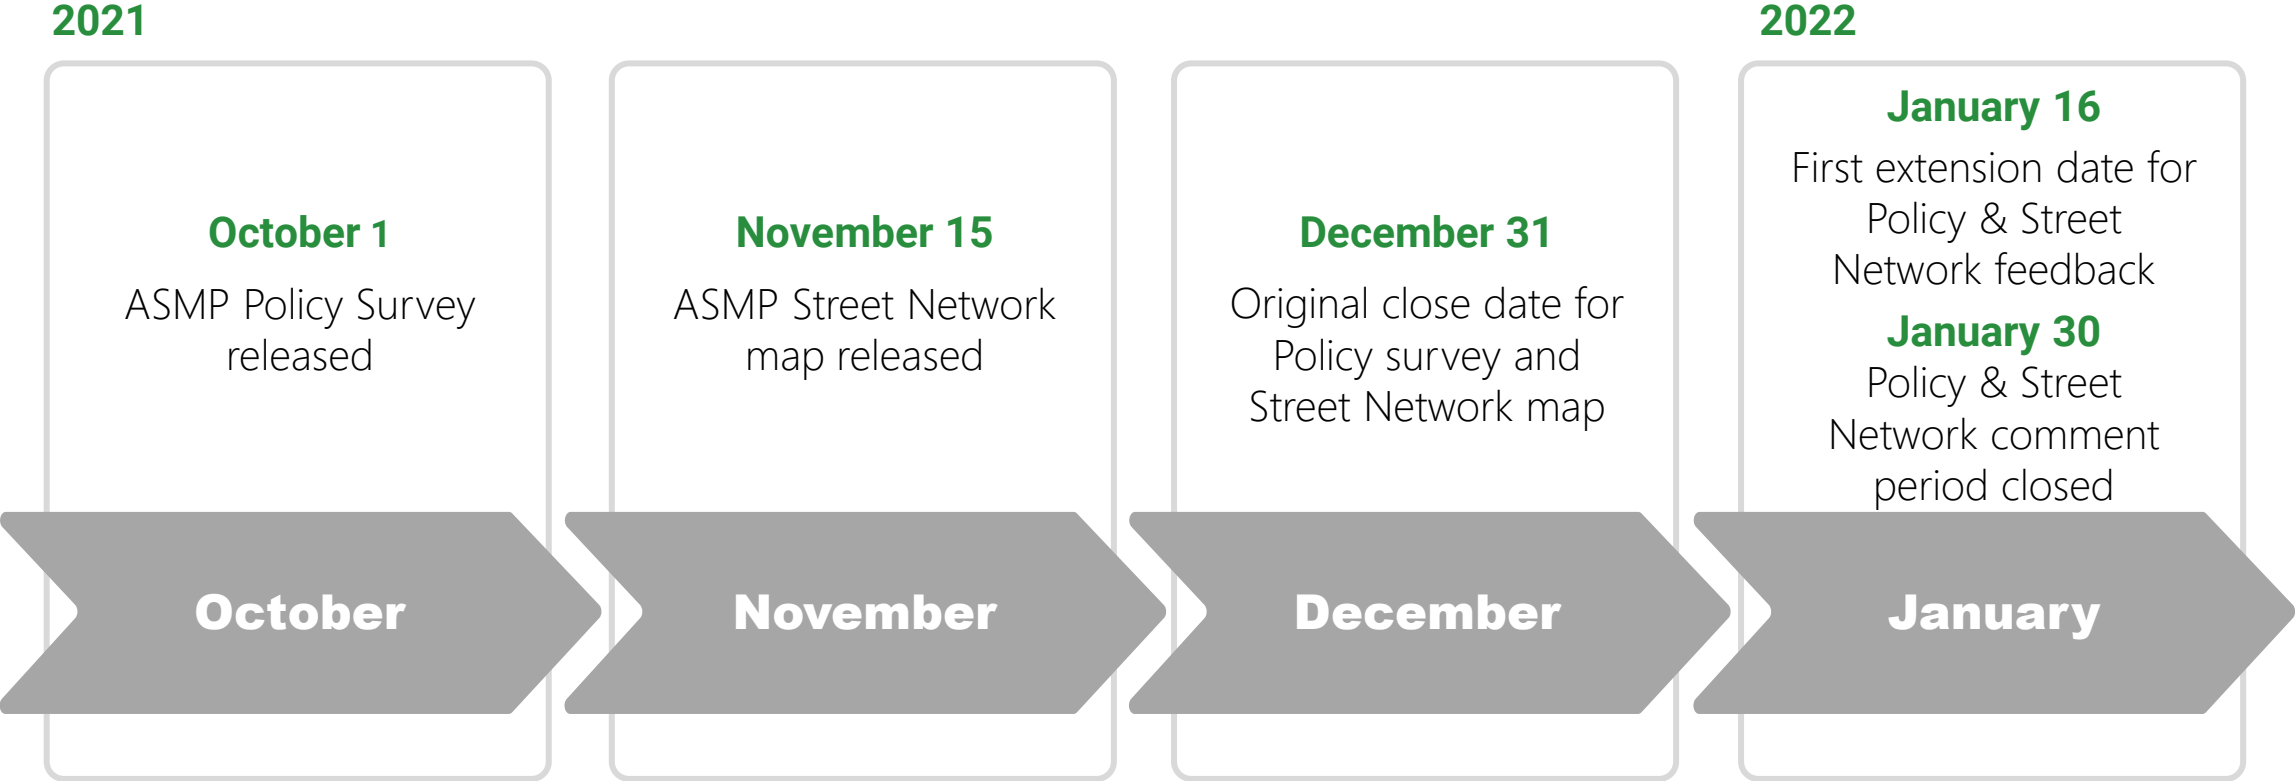 2021
October 1
ASMP Policy Survey
released
October
November 15
ASMP Street Network
map released
November
December 31
Original close date for
Policy survey and
Street Network map
December
2022
January 16
First extension date for
Policy & Street
Network feedback
January 30
Policy & Street
Network comment
period closed
January